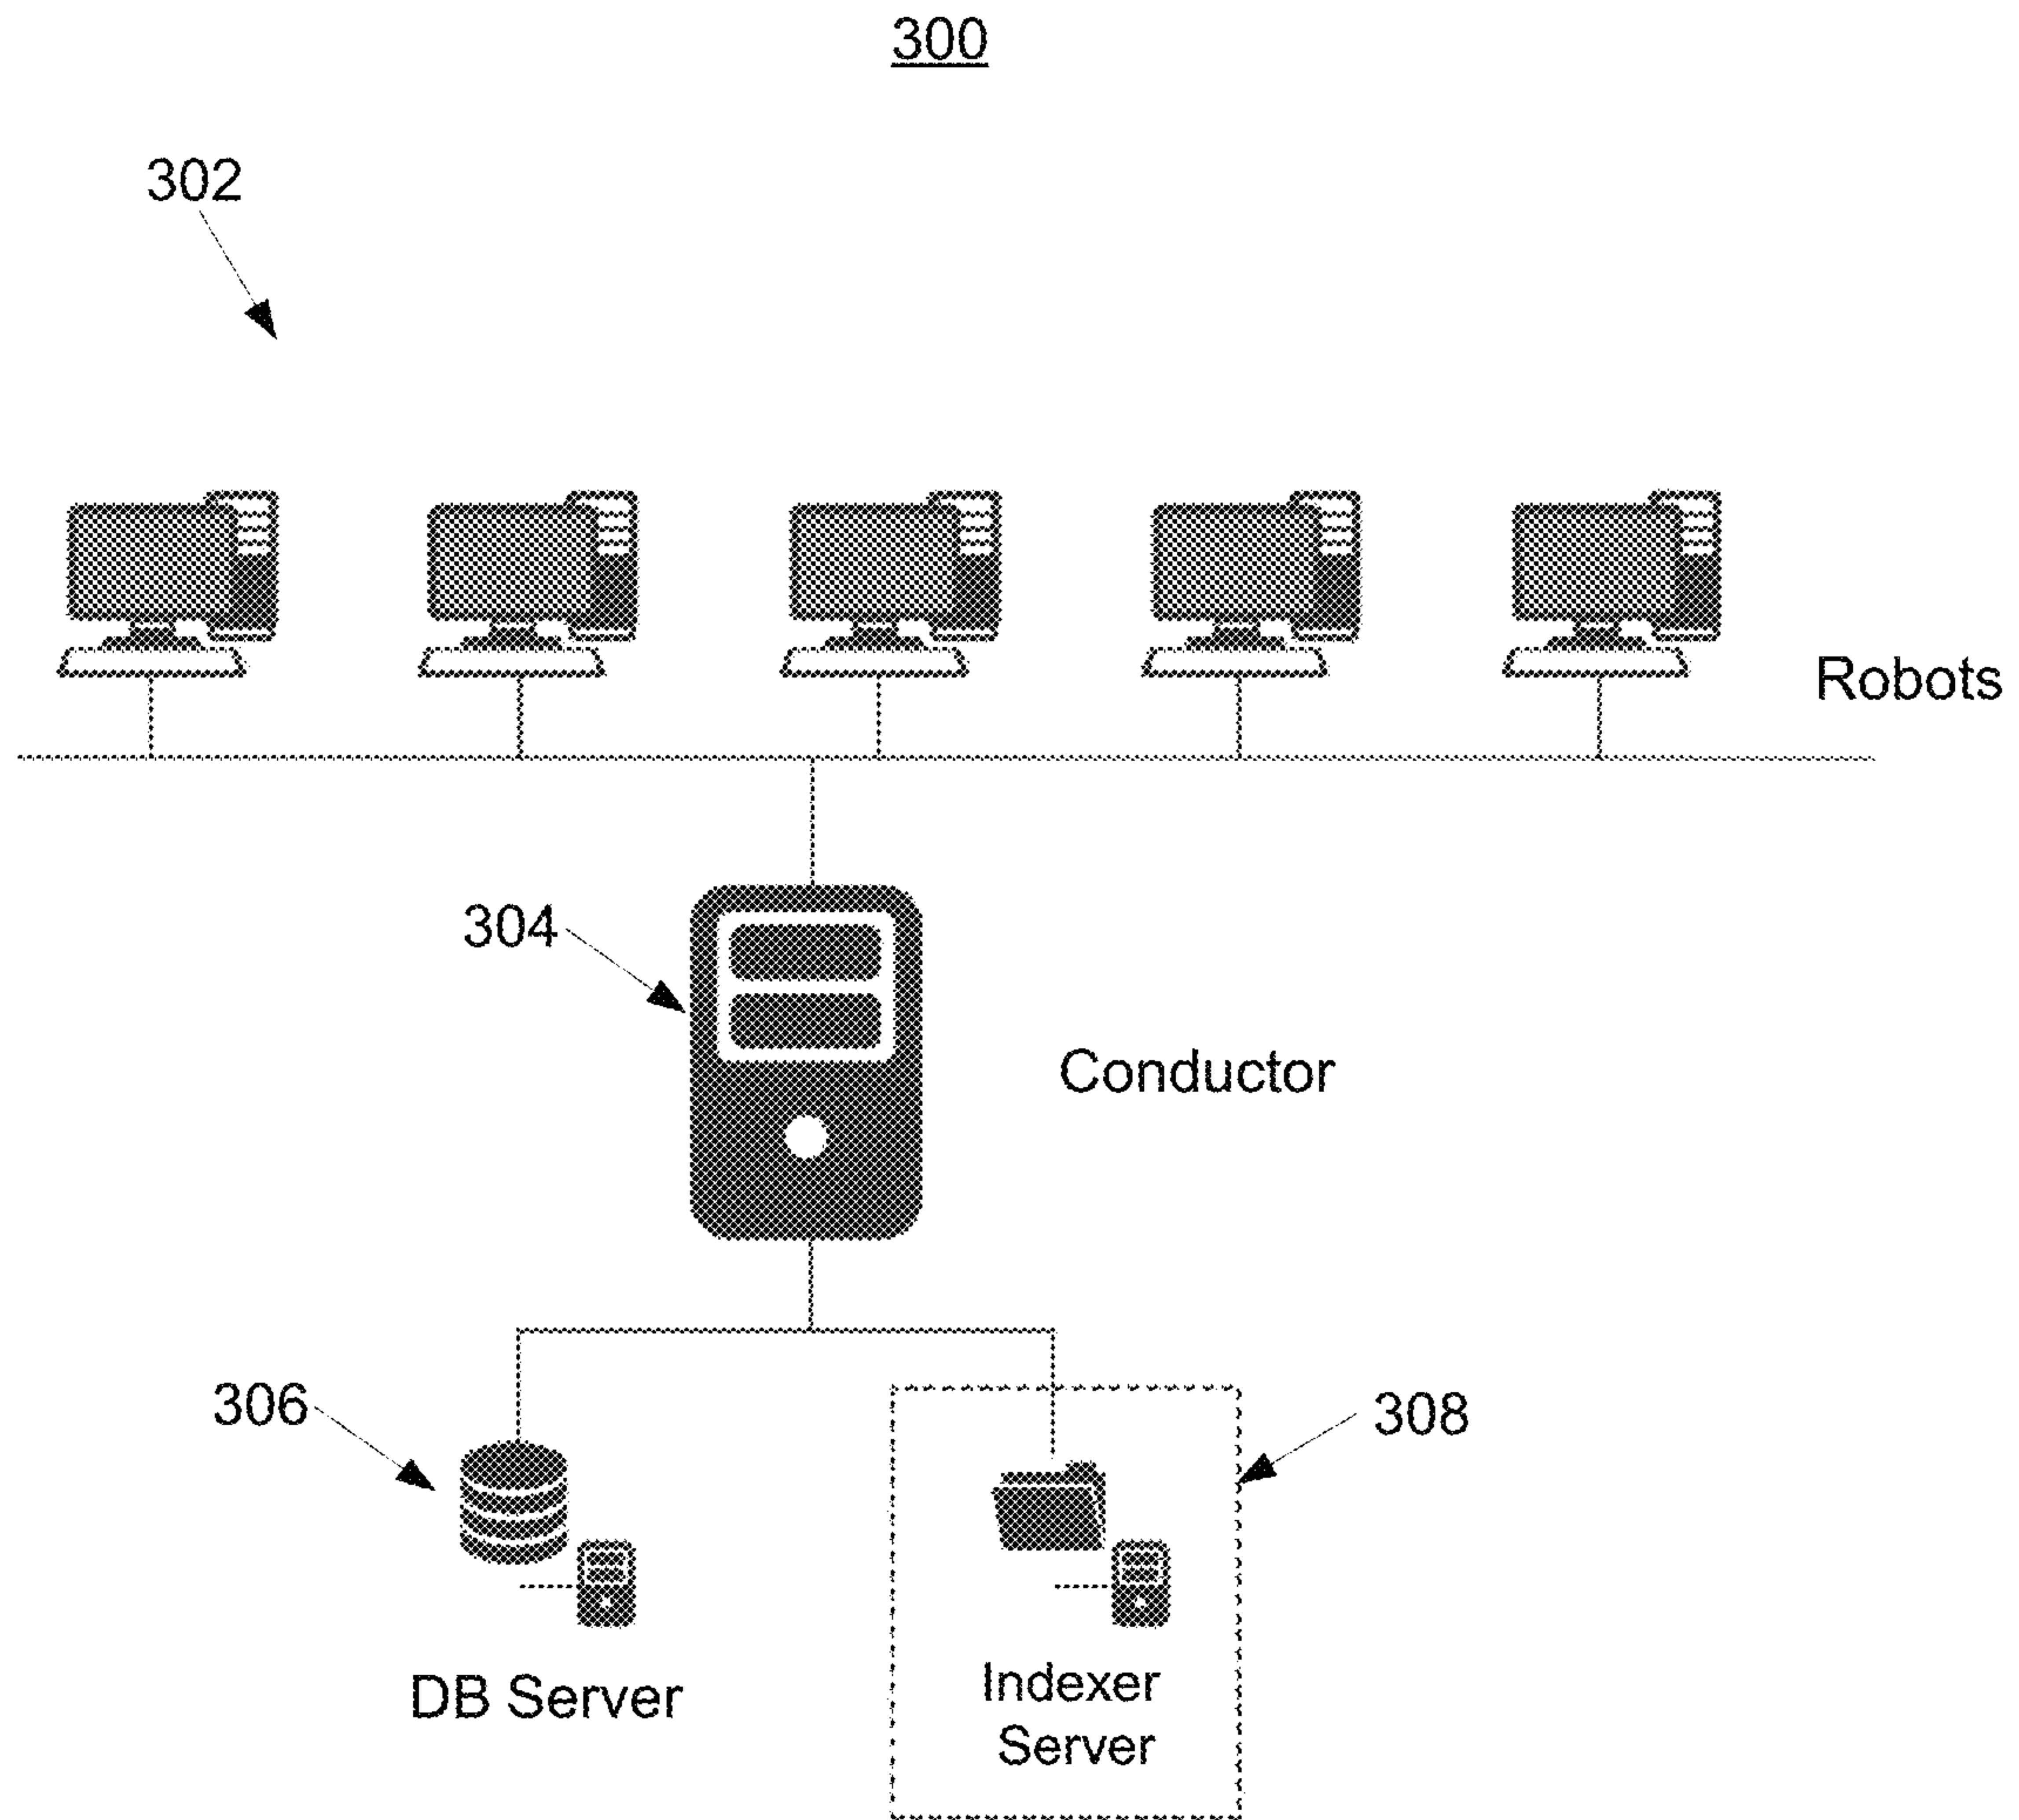 300
302
Robots
304
Conductor
306
308
DB Server
Indexer
Server